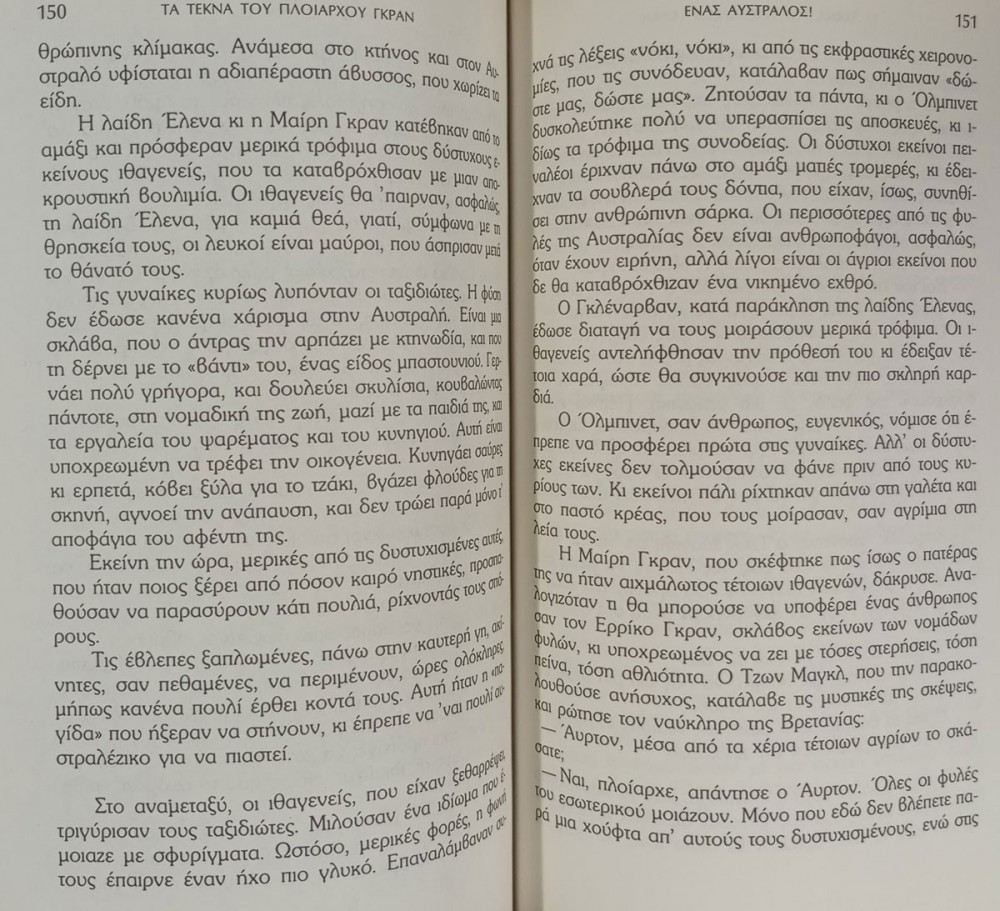 150 ΤΑ ΤΕΚΝΑ ΤΟΥ ΠΛΟΙΑΡΧΟΥ ΓΚΡΑΝ
θρώπινης κλίμακας. Ανάμεσα στο κτήνος και στον Αυ-
στραλό υφίσταται η αδιαπέραστη άβυσσος, που χωρίζει τα
είδη.
Η λαίδη Έλενα κι η Μαίρη Γκραν κατέβηκαν από το
αμάξι και πρόσφεραν μερικά τρόφιμα στους δύστυχους ε-
κείνους ιθαγενείς, που τα καταβρόχθισαν με μιαν απο-
κρουστική βουλιμία. Οι ιθαγενείς θα 'παιρναν, ασφαλώς,
τη λαίδη Έλενα, για καμιά θεά, γιατί, σύμφωνα με τη
θρησκεία τους, οι λευκοί είναι μαύροι, που άσπρισαν μετά
το θάνατό τους.
Τις γυναίκες κυρίως λυπόνταν οι ταξιδιώτες. Η φύση
δεν έδωσε κανένα χάρισμα στην Αυστραλή. Είναι μια
σκλάβα, που ο άντρας την αρπάζει με κτηνωδία, και που
τη δέρνει με το «βάντι» του, ένας είδος μπαστουνιού. Γερ-
νάει πολύ γρήγορα, και δουλεύει σκυλίσια, κουβαλώντας
πάντοτε, στη νομαδική της ζωή, μαζί με τα παιδιά της, και
τα εργαλεία του ψαρέματος και του κυνηγιού. Αυτή είναι
υποχρεωμένη να τρέφει την οικογένεια. Κυνηγάει σαύρες
κι ερπετά, κόβει ξύλα για το τζάκι, βγάζει φλούδες για τη
σκηνή, αγνοεί την ανάπαυση, και δεν τρώει παρά μόνο τ'
αποφάγια του αφέντη της.
Εκείνη την ώρα, μερικές από τις δυστυχισμένες αυτές,
που ήταν ποιος ξέρει από πόσον καιρό νηστικές, προσπα-
θούσαν να παρασύρουν κάτι πουλιά, ρίχνοντάς τους σπό-
ρους.
Τις έβλεπες ξαπλωμένες, πάνω στην καυτερή γη, ακί-
νητες, σαν πεθαμένες, να περιμένουν, ώρες ολόκληρες,
μήπως κανένα πουλί έρθει κοντά τους. Αυτή ήταν η «πα-
γίδα» που ήξεραν να στήνουν, κι έπρεπε να 'ναι πουλί αυ-
στραλέζικο για να πιαστεί.
Στο αναμεταξύ, οι ιθαγενείς, που είχαν ξεθαρρέψει,
τριγύρισαν τους ταξιδιώτες. Μιλούσαν ένα ιδίωμα που έ-
μοιαζε με σφυρίγματα. Ωστόσο, μερικές φορές, η φωνή
τους έπαιρνε έναν ήχο πιο γλυκό. Επαναλάμβαναν συ-
ΕΝΑΣ ΑΥΣΤΡΑΛΟΣ! 151
χνά τις λέξεις «νόκι, νόκι», κι από τις εκφραστικές χειρονο-
μίες, που τις συνόδευαν, κατάλαβαν πως σήμαιναν «δώ-
στε μας, δώστε μας». Ζητούσαν τα πάντα, κι ο Όλμπινετ
δυσκολεύτηκε πολύ να υπερασπίσει τις αποσκευές, κι ι-
δίως τα τρόφιμα της συνοδείας. Οι δύστυχοι εκείνοι πει-
ναλέοι έριχναν πάνω στο αμάξι ματιές τρομερές, κι έδει-
χναν τα σουβλερά τους δόντια, που είχαν, ίσως, συνηθί-
σει στην ανθρώπινη σάρκα. Οι περισσότερες από τις φυ-
λές της Αυστραλίας δεν είναι ανθρωποφάγοι, ασφαλώς,
όταν έχουν ειρήνη, αλλά λίγοι είναι οι άγριοι εκείνοι που
δε θα καταβρόχθιζαν ένα νικημένο εχθρό.
Ο Γκλέναρβαν, κατά παράκληση της λαίδης Έλενας,
έδωσε διαταγή να τους μοιράσουν μερικά τρόφιμα. Οι ι-
θαγενείς αντελήφθησαν την πρόθεσή του κι έδειξαν τέ-
τοια χαρά, ώστε θα συγκινούσε και την πιο σκληρή καρ-
διά.
Ο Όλμπινετ, σαν άνθρωπος, ευγενικός, νόμισε ότι έ-
πρεπε να προσφέρει πρώτα στις γυναίκες. Αλλ' οι δύστυ-
χες εκείνες δεν τολμούσαν να φάνε πριν από τους κυ-
ρίους των. Κι εκείνοι πάλι ρίχτηκαν απάνω στη γαλέτα και
στο παστό κρέας, που τους μοίρασαν, σαν αγρίμια στη
λεία τους.
Η Μαίρη Γκραν, που σκέφτηκε πως ίσως ο πατέρας
της να ήταν αιχμάλωτος τέτοιων ιθαγενών, δάκρυσε. Ανα-
λογιζόταν τι θα μπορούσε να υποφέρει ένας άνθρωπος
σαν τον Ερρίκο Γκραν, σκλάβος εκείνων των νομάδων
φυλών, κι υποχρεωμένος να ζει με τόσες στερήσεις, τόση
πείνα, τόση αθλιότητα. Ο Τζων Μαγκλ, που την παρακο-
λουθούσε ανήσυχος, κατάλαβε τις μυστικές της σκέψεις,
και ρώτησε τον ναύκληρο της Βρετανίας:
— Άυρτον, μέσα από τα χέρια τέτοιων αγρίων το σκά-
σατε;
— Ναι, πλοίαρχε, απάντησε ο Άυρτον. Όλες οι φυλές
του εσωτερικού μοιάζουν. Μόνο που εδώ δεν βλέπετε πα-
ρά μια χούφτα απ' αυτούς τους δυστυχισμένους, ενώ στις